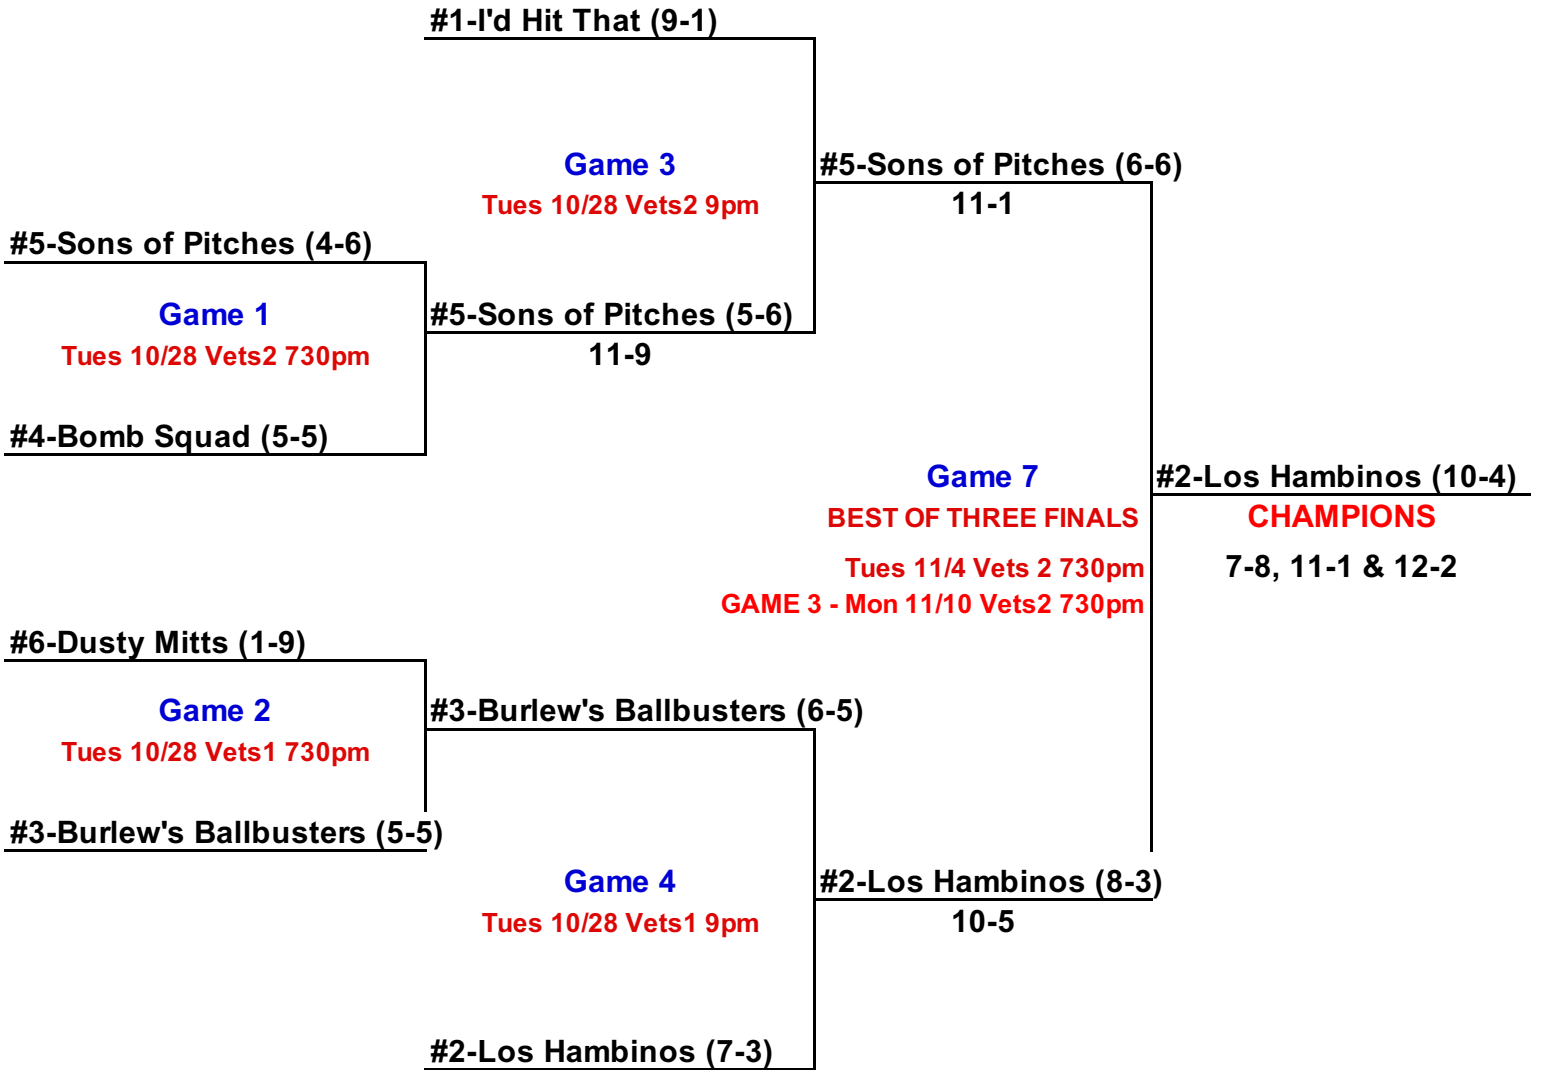 #1-I'd Hit That (9-1)
Game 3
#5-Sons of Pitches (6-6)
Tues 10/28 Vets2 9pm
11-1
#5-Sons of Pitches (4-6)
Game 1
#5-Sons of Pitches (5-6)
Tues 10/28 Vets2 730pm
11-9
#4-Bomb Squad (5-5)
Game 7
#2-Los Hambinos (10-4)
BEST OF THREE FINALS
CHAMPIONS
Tues 11/4 Vets 2 730pm
7-8, 11-1 & 12-2
GAME 3 - Mon 11/10 Vets2 730pm
#6-Dusty Mitts (1-9)
Game 2
#3-Burlew's Ballbusters (6-5)
Tues 10/28 Vets1 730pm
#3-Burlew's Ballbusters (5-5)
Game 4
#2-Los Hambinos (8-3)
Tues 10/28 Vets1 9pm
10-5
#2-Los Hambinos (7-3)